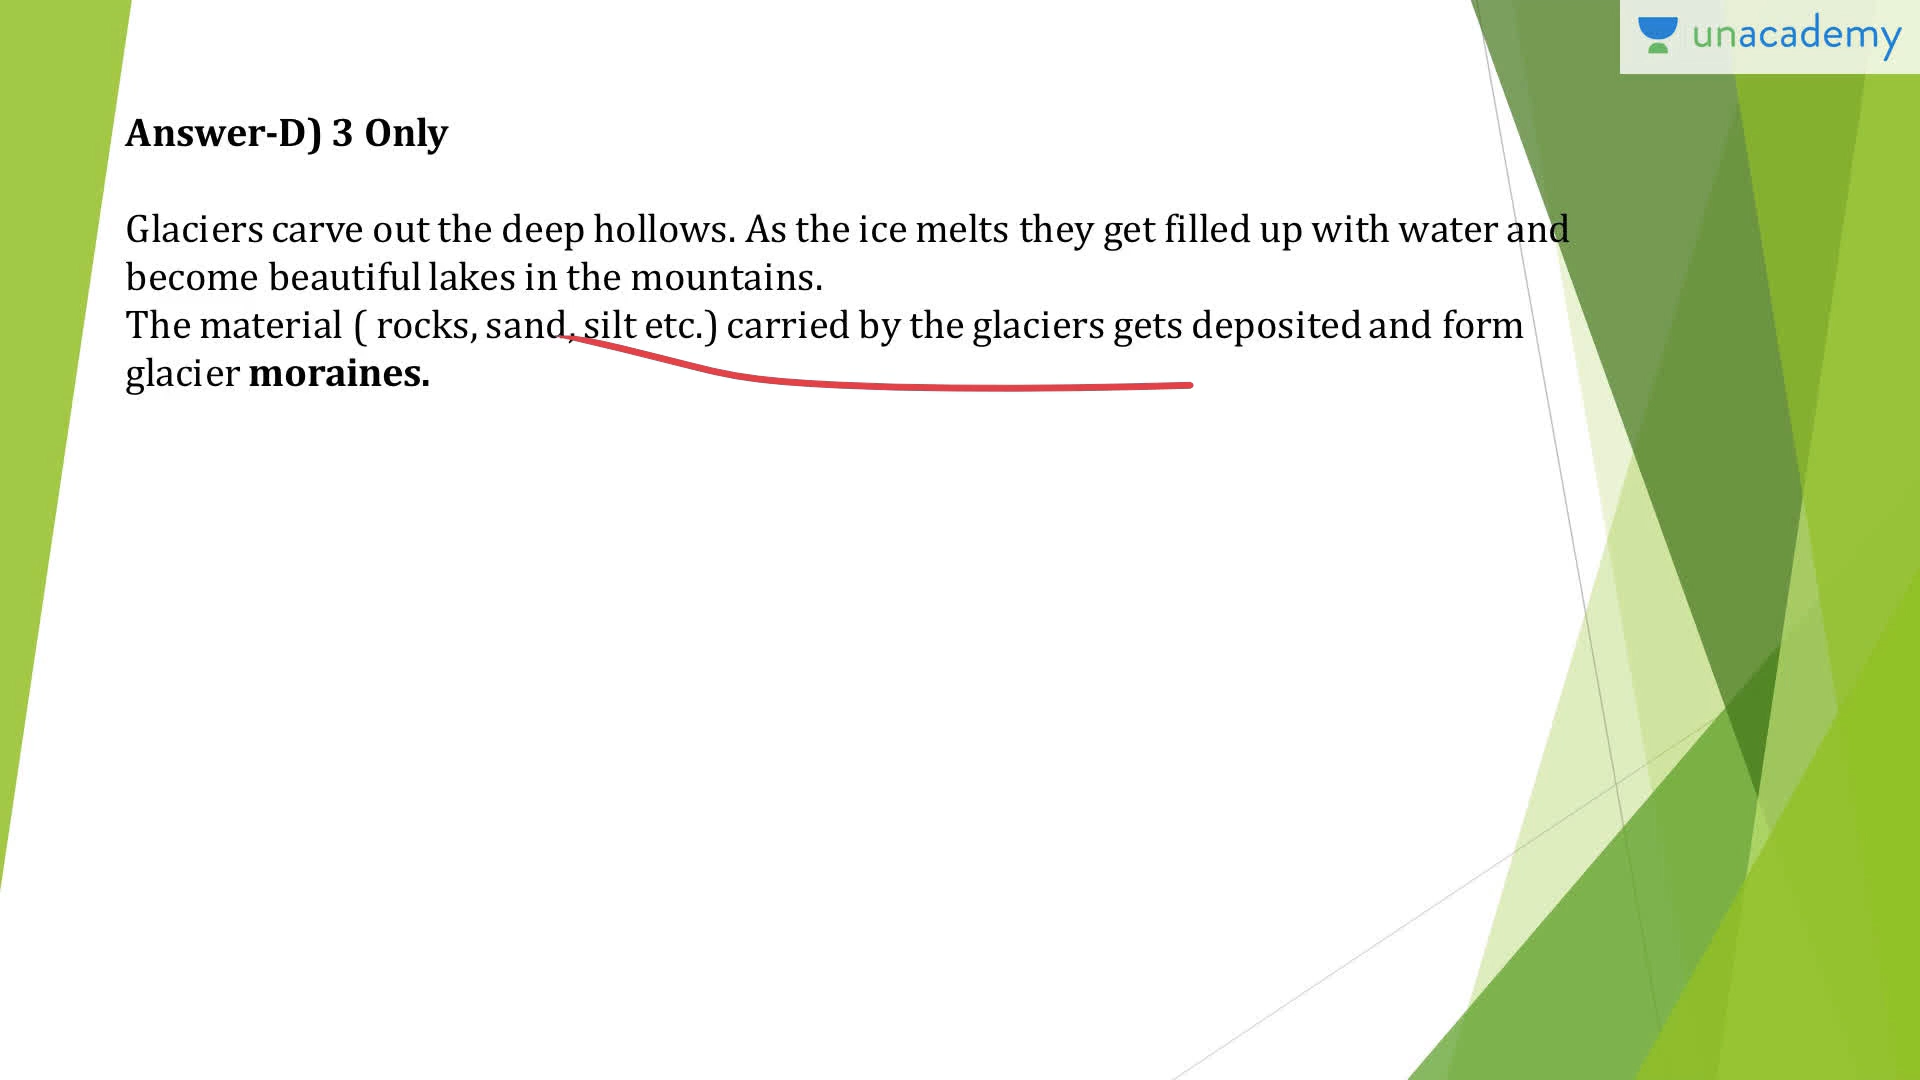 unacademy
Answer-D) 3 Only
Glaciers carve out the deep hollows. As the ice melts they get filled up with water and
become beautiful lakes in the mountains.
The material ( rocks, sand, silt etc.) carried by the glaciers gets deposited and form
glacier moraines.